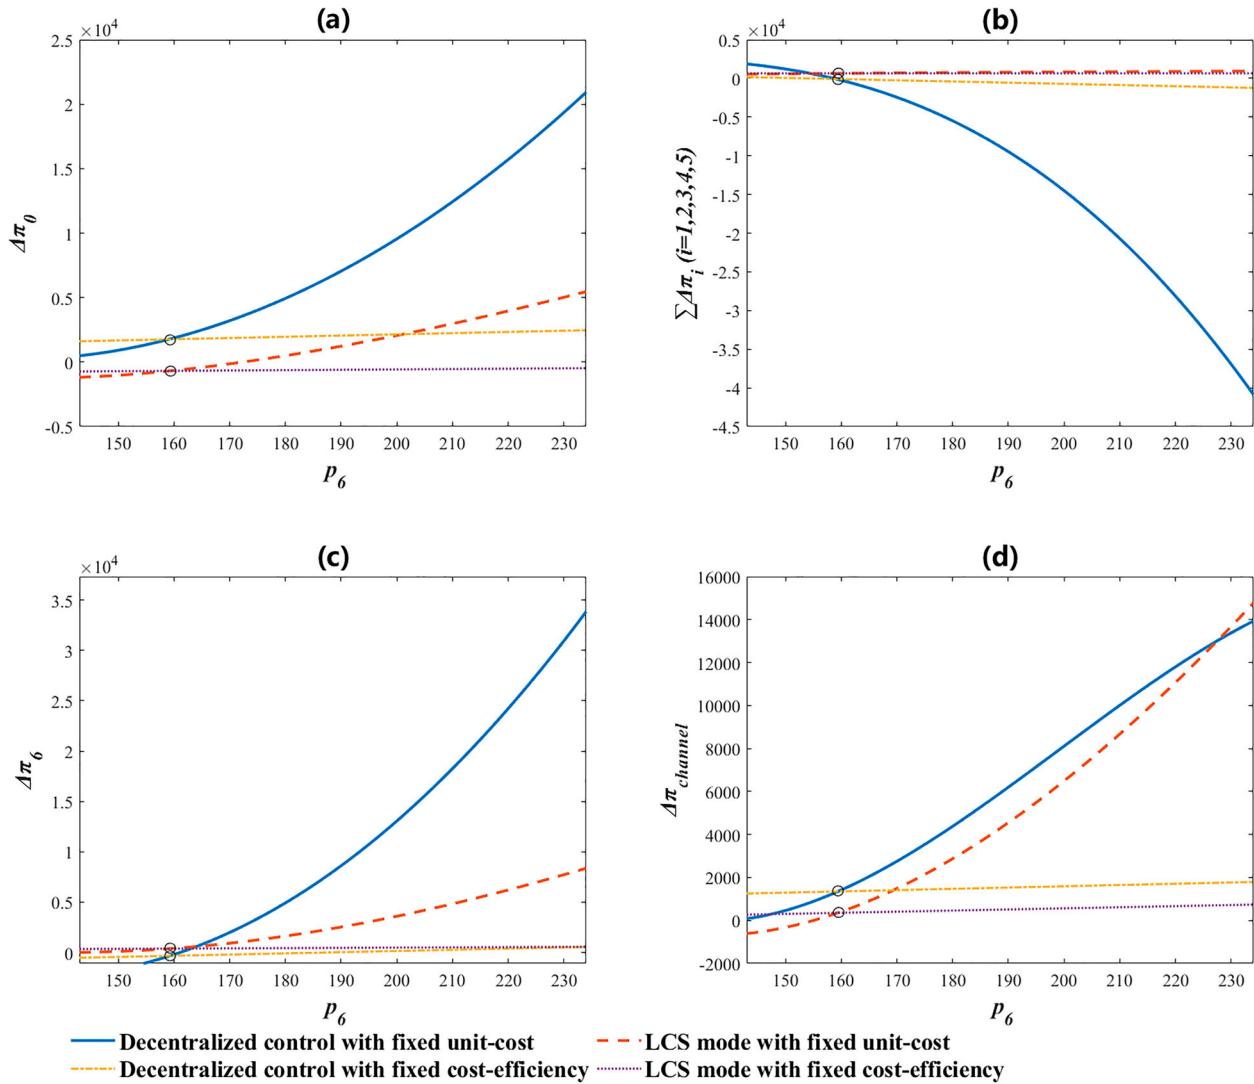 (a)
×10⁴
2.5
2
1.5
1
0.5
0
-0.5
150 160 170 180 190 200 210 220 230
Δπ₀
p₆
(b)
×10⁴
0.5
0
-0.5
-1
-1.5
-2
-2.5
-3
-3.5
-4
-4.5
150 160 170 180 190 200 210 220 230
∑Δπᵢ (i=1,2,3,4,5)
p₆
(c)
×10⁴
3.5
3
2.5
2
1.5
1
0.5
0
150 160 170 180 190 200 210 220 230
Δπ₆
p₆
(d)
16000
14000
12000
10000
8000
6000
4000
2000
0
-2000
150 160 170 180 190 200 210 220 230
Δπchannel
p₆
Decentralized control with fixed unit-cost
LCS mode with fixed unit-cost
Decentralized control with fixed cost-efficiency
LCS mode with fixed cost-efficiency